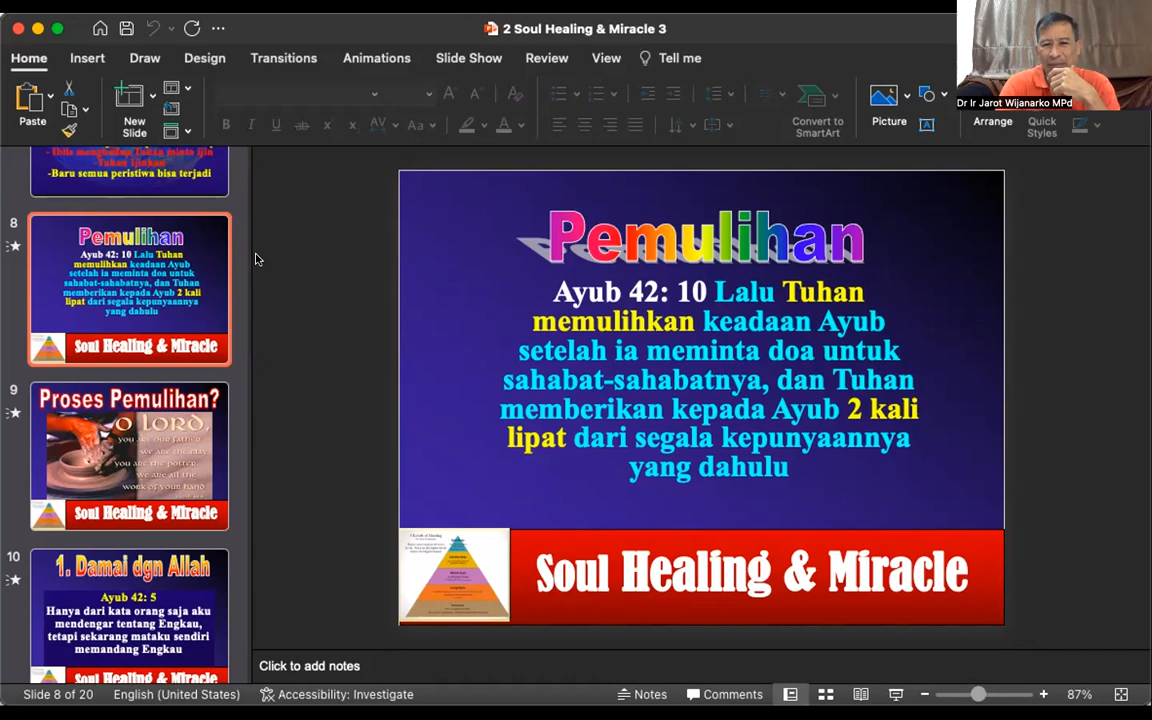 2 Soul Healing & Miracle 3
Home Insert Draw Design Transitions Animations Slide Show Review View Tell me
Paste
New
Slide
Convert to
SmartArt
Picture
Arrange
Quick
Styles
Dr Ir Jarot Wijanarko MPd
-Tuhan Ijinkan
-Baru semua peristiwa bisa terjadi
8
Pemulihan
Ayub 42: 10 Lalu Tuhan
memulihkan keadaan Ayub
setelah ia meminta doa untuk
sahabat-sahabatnya, dan Tuhan
memberikan kepada Ayub 2 kali
lipat dari segala kepunyaannya
yang dahulu
Soul Healing & Miracle
9
Proses Pemulihan?
O LORD,
you are our father
we are the clay
you are the potter
we are all the
work of your hand
Soul Healing & Miracle
10
1. Damai dgn Allah
Ayub 42: 5
Hanya dari kata orang saja aku
mendengar tentang Engkau,
tetapi sekarang mataku sendiri
memandang Engkau
Soul Healing & Miracle
Pemulihan
Ayub 42: 10 Lalu Tuhan
memulihkan keadaan Ayub
setelah ia meminta doa untuk
sahabat-sahabatnya, dan Tuhan
memberikan kepada Ayub 2 kali
lipat dari segala kepunyaannya
yang dahulu
Soul Healing & Miracle
Click to add notes
Slide 8 of 20 English (United States) Accessibility: Investigate Notes Comments 87%